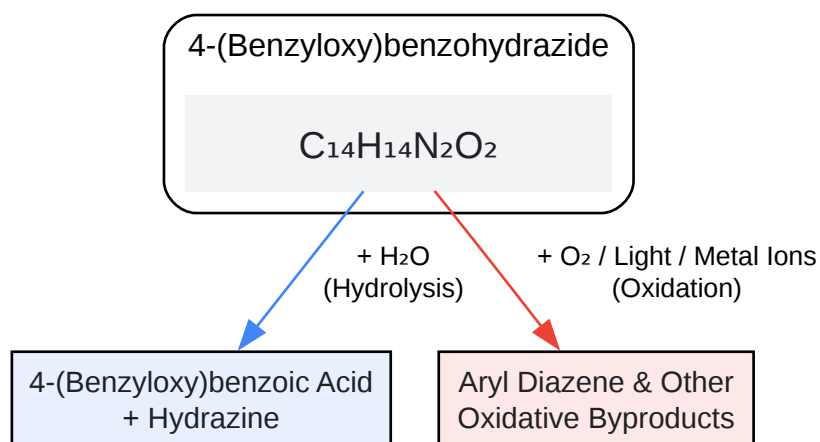 4-(Benzyloxy)benzohydrazide
C₁₄H₁₄N₂O₂
+ H₂O
(Hydrolysis)
+ O₂ / Light / Metal Ions
(Oxidation)
4-(Benzyloxy)benzoic Acid
+ Hydrazine
Aryl Diazene & Other
Oxidative Byproducts